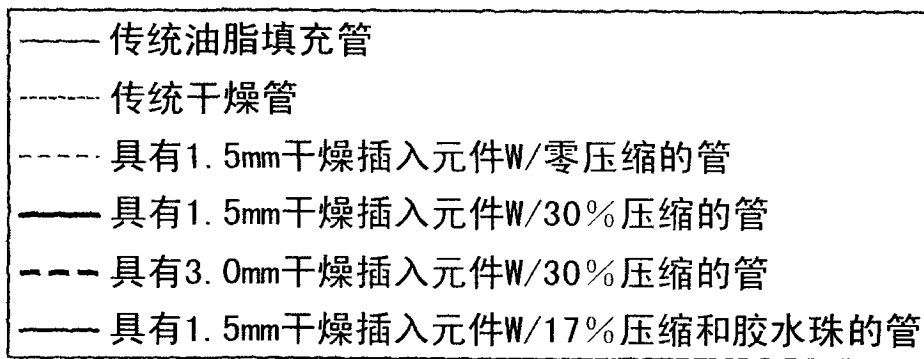 传统油脂填充管
传统干燥管
具有1.5mm干燥插入元件W/零压缩的管
具有1.5mm干燥插入元件W/30%压缩的管
具有3.0mm干燥插入元件W/30%压缩的管
具有1.5mm干燥插入元件W/17%压缩和胶水珠的管